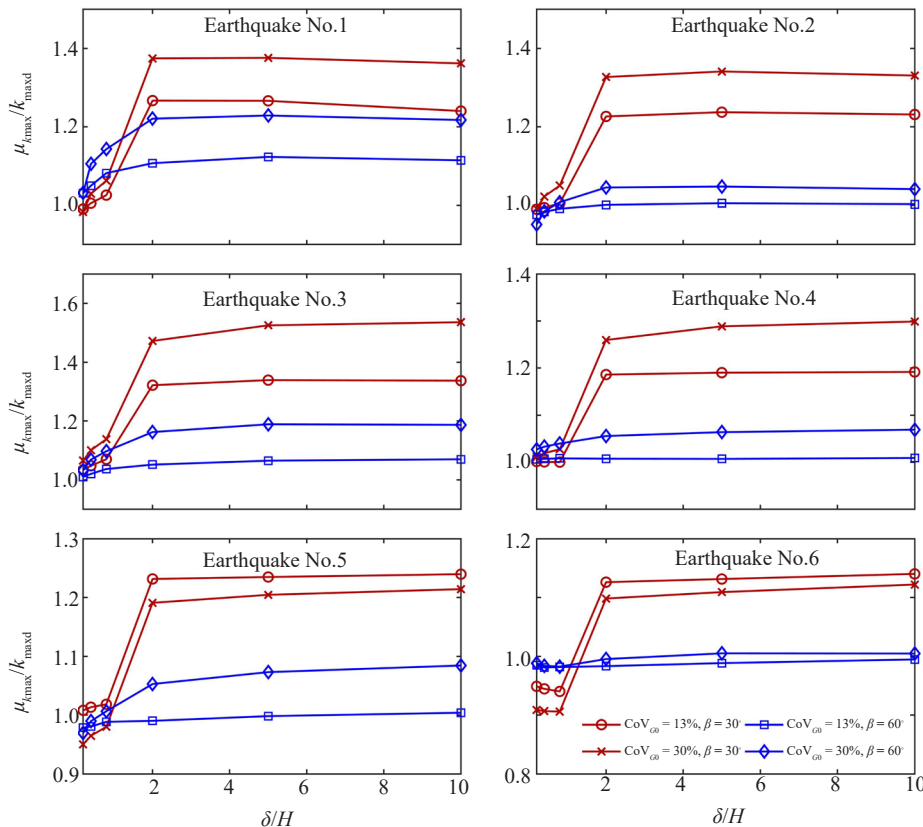 Earthquake No.1
1.4
1.2
1.0
μkmax/kmaxd
Earthquake No.2
1.4
1.2
1.0
Earthquake No.3
1.6
1.4
1.2
1.0
μkmax/kmaxd
Earthquake No.4
1.4
1.2
1.0
Earthquake No.5
1.3
1.2
1.1
1.0
0.9
μkmax/kmaxd
2 4 6 8 10
δ/H
Earthquake No.6
1.2
1.0
0.8
CoVG0 = 13%, β = 30° CoVG0 = 13%, β = 60°
CoVG0 = 30%, β = 30° CoVG0 = 30%, β = 60°
2 4 6 8 10
δ/H